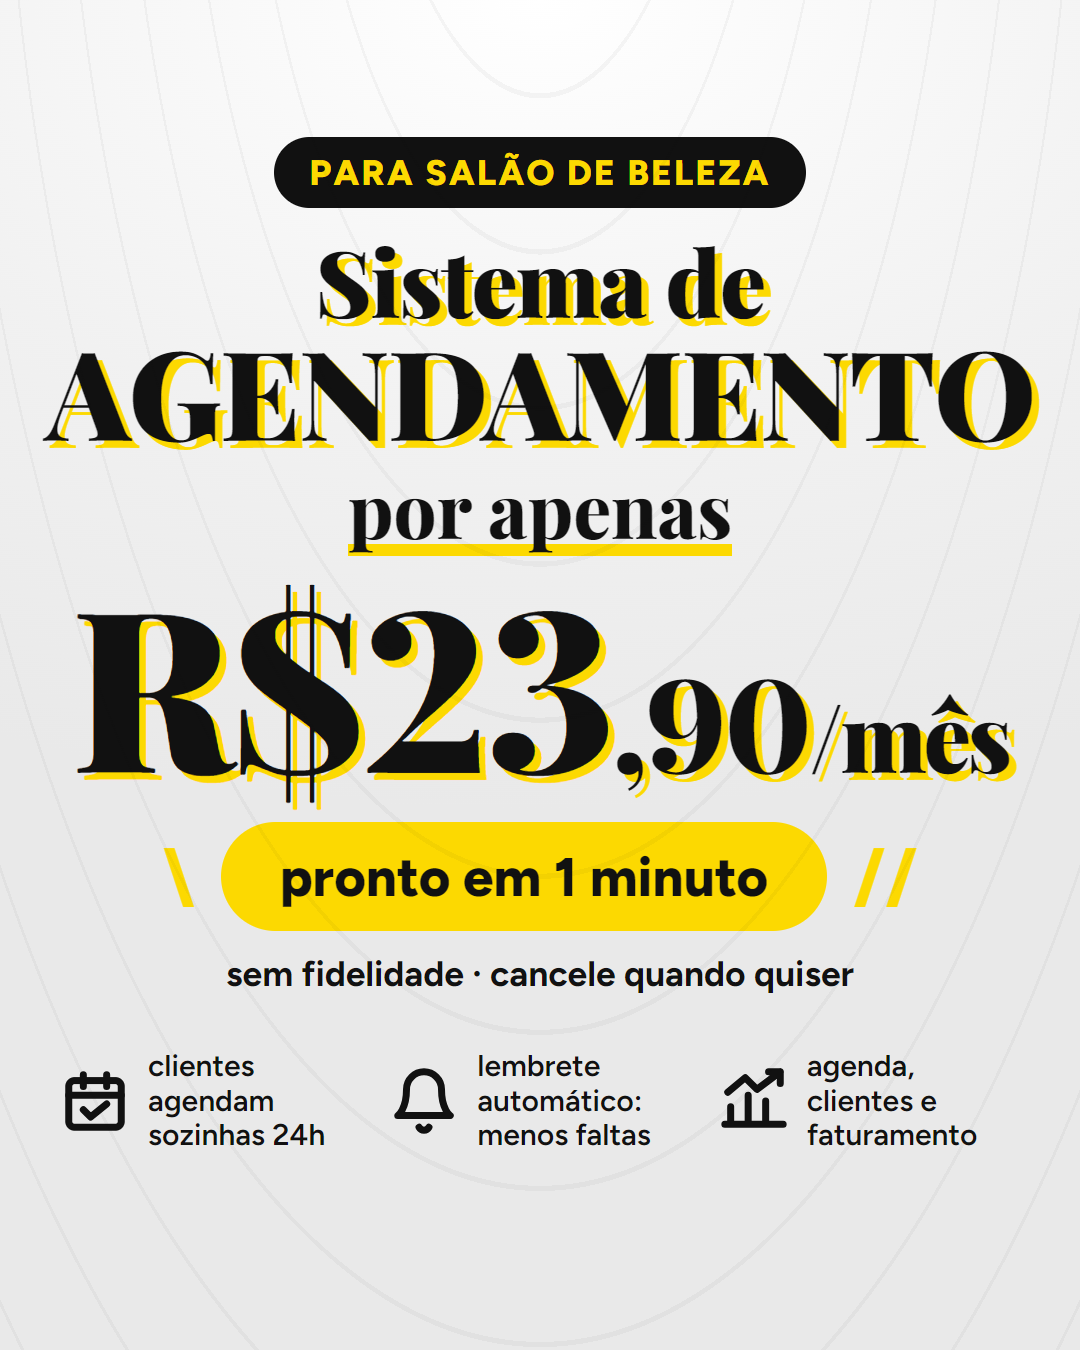 PARA SALÃO DE BELEZA
Sistema de
AGENDAMENTO
por apenas
R$23,90/mês
\ pronto em 1 minuto //
sem fidelidade · cancele quando quiser
clientes
agendam
sozinhas 24h
lembrete
automático:
menos faltas
agenda,
clientes e
faturamento